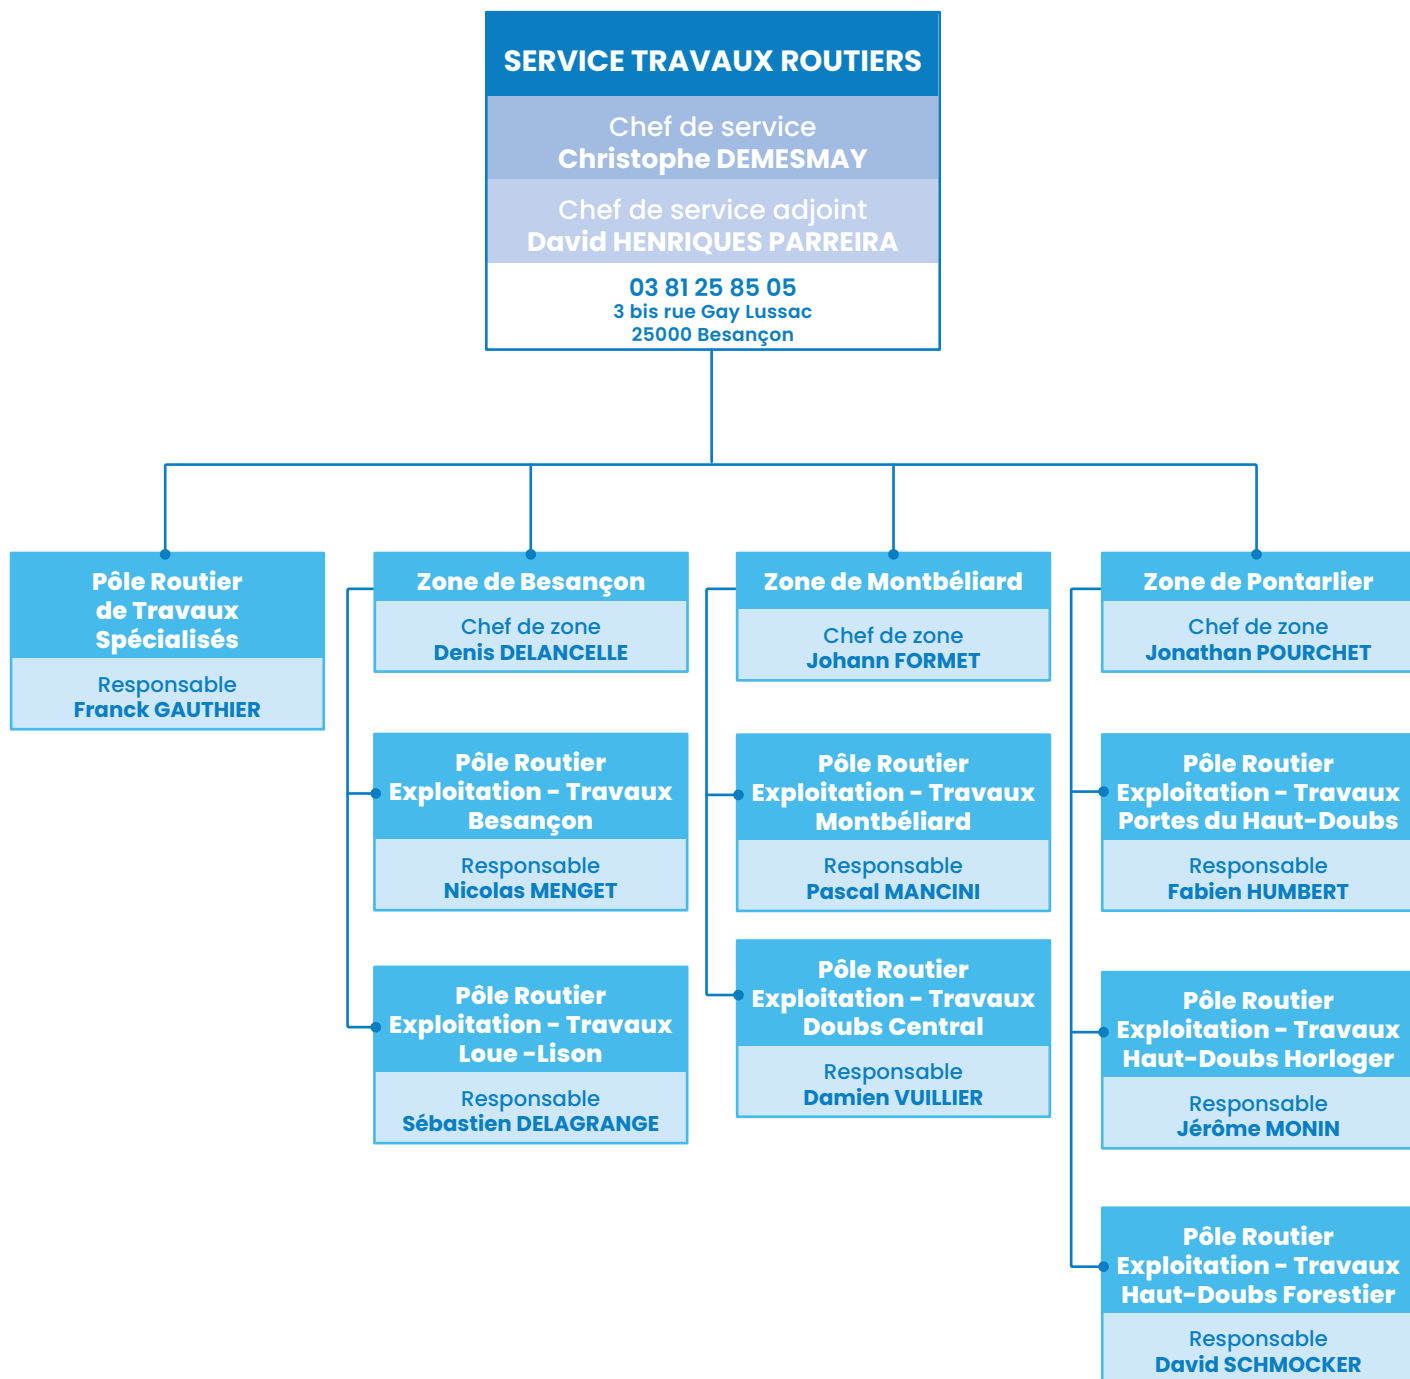 SERVICE TRAVAUX ROUTIERS
Chef de service
Christophe DEMESMAY
Chef de service adjoint
David HENRIQUES PARREIRA
03 81 25 85 05
3 bis rue Gay Lussac
25000 Besançon
Pôle Routier
de Travaux
Spécialisés
Responsable
Franck GAUTHIER
Zone de Besançon
Chef de zone
Denis DELANCELLE
Pôle Routier
Exploitation - Travaux
Besançon
Responsable
Nicolas MENGET
Pôle Routier
Exploitation - Travaux
Loue -Lison
Responsable
Sébastien DELAGRANGE
Zone de Montbéliard
Chef de zone
Johann FORMET
Pôle Routier
Exploitation - Travaux
Montbéliard
Responsable
Pascal MANCINI
Pôle Routier
Exploitation - Travaux
Doubs Central
Responsable
Damien VUILLIER
Zone de Pontarlier
Chef de zone
Jonathan POURCHET
Pôle Routier
Exploitation - Travaux
Portes du Haut-Doubs
Responsable
Fabien HUMBERT
Pôle Routier
Exploitation - Travaux
Haut-Doubs Horloger
Responsable
Jérôme MONIN
Pôle Routier
Exploitation - Travaux
Haut-Doubs Forestier
Responsable
David SCHMOCKER